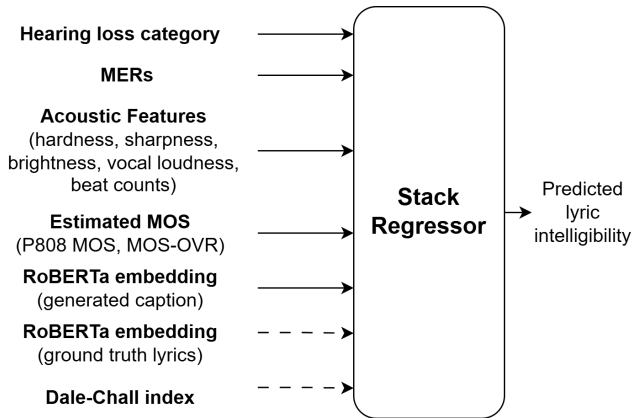 Hearing loss category
MERs
Acoustic Features
(hardness, sharpness,
brightness, vocal loudness,
beat counts)
Estimated MOS
(P808 MOS, MOS-OVR)
RoBERTa embedding
(generated caption)
RoBERTa embedding
(ground truth lyrics)
Dale-Chall index
Stack
Regressor
Predicted
lyric
intelligibility